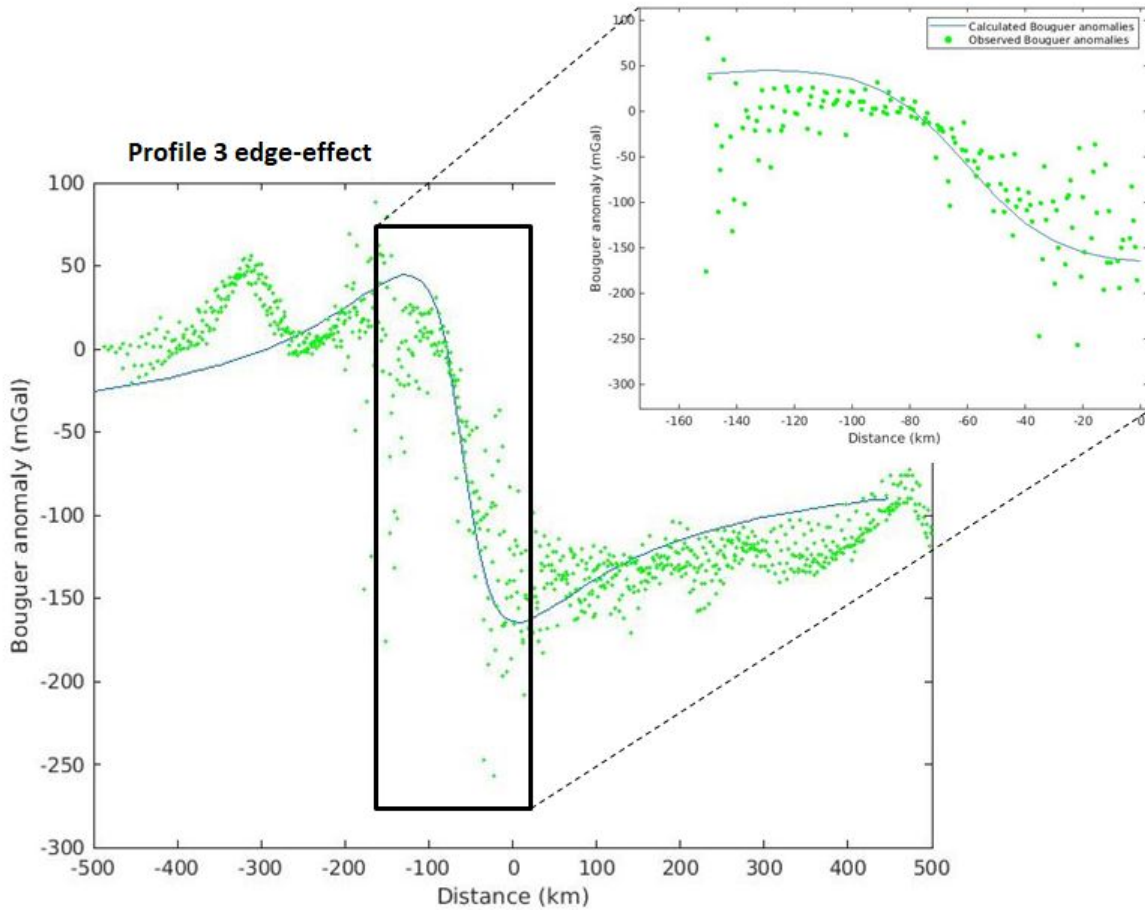 Profile 3 edge-effect
100
50
0
-50
-100
-150
-200
-250
-300
Bouguer anomaly (mGal)
-500 -400 -300 -200 -100 0 100 200 300 400 500
Distance (km)
Calculated Bouguer anomalies
Observed Bouguer anomalies
100
50
0
-50
-100
-150
-200
-250
-300
Bouguer anomaly (mGal)
-160 -140 -120 -100 -80 -60 -40 -20 0
Distance (km)